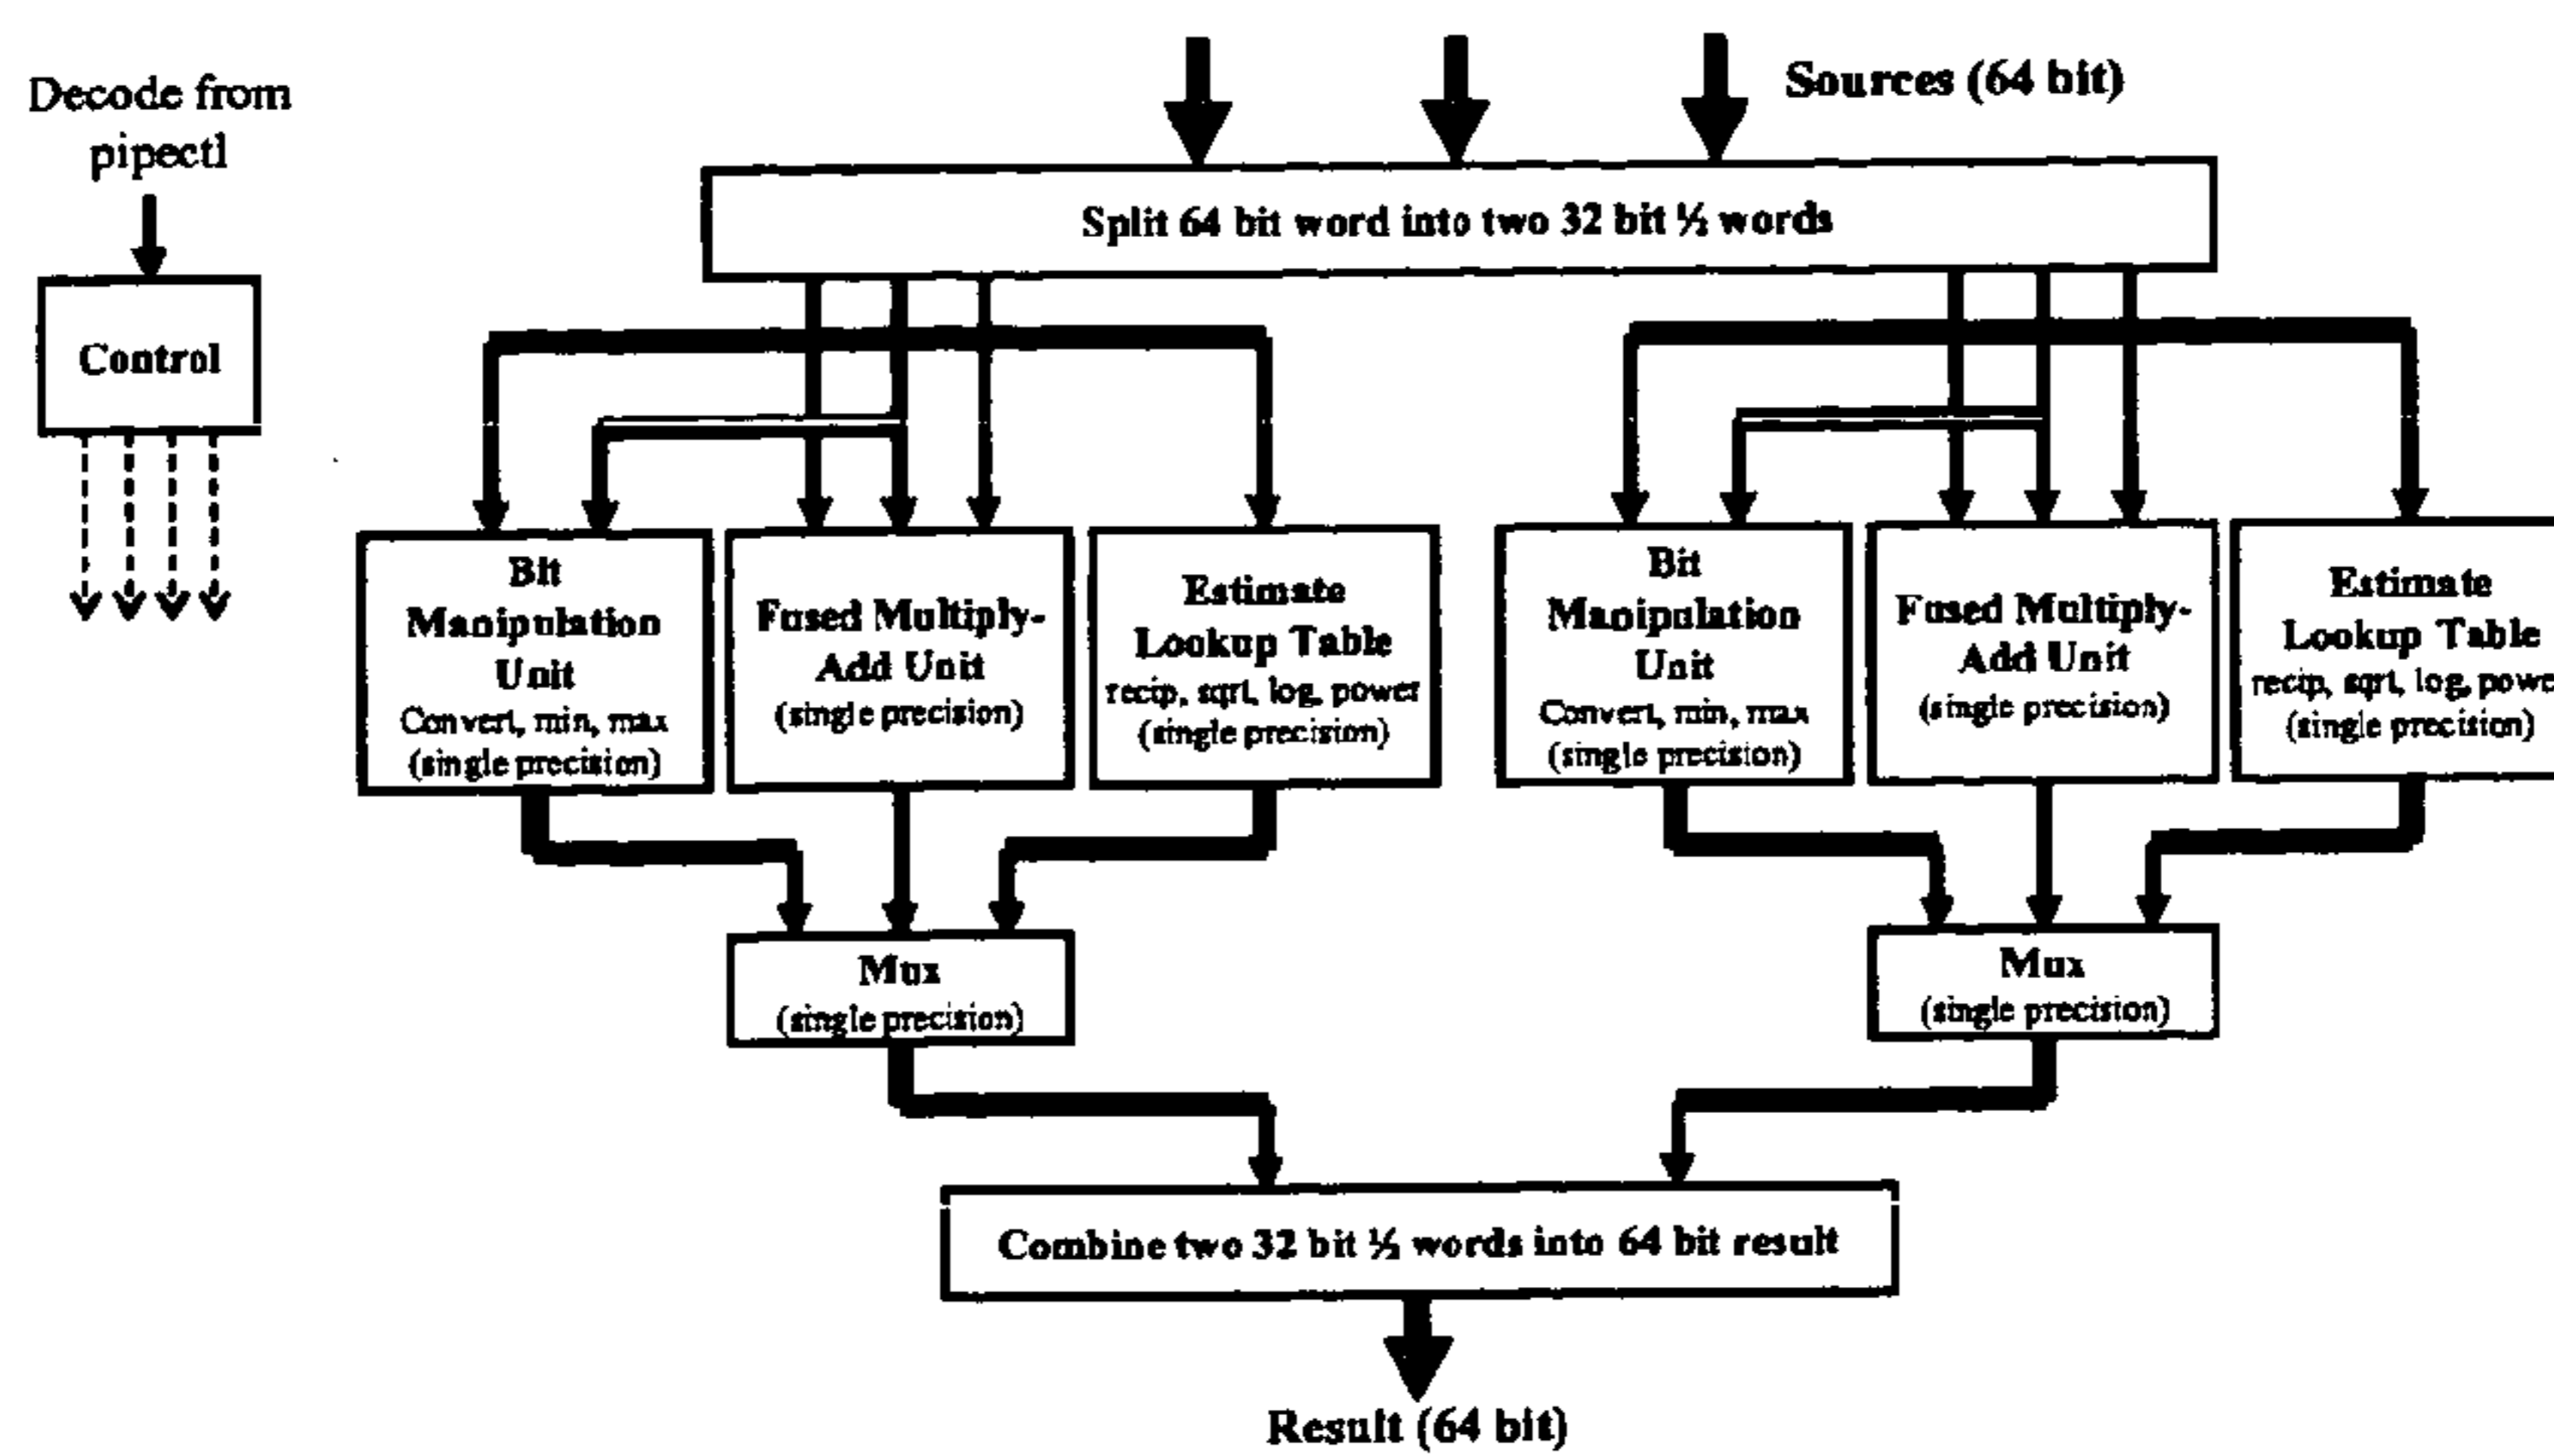 Decode from
pipectl
Control
Sources (64 bit)
Split 64 bit word into two 32 bit ½ words
Bit
Manipulation
Unit
Convert, min, max
(single precision)
Fused Multiply-
Add Unit
(single precision)
Estimate
Lookup Table
recip, sqrt, log, power
(single precision)
Bit
Manipulation
Unit
Convert, min, max
(single precision)
Fused Multiply-
Add Unit
(single precision)
Estimate
Lookup Table
recip, sqrt, log, powe
(single precision)
Mux
(single precision)
Mux
(single precision)
Combine two 32 bit ½ words into 64 bit result
Result (64 bit)